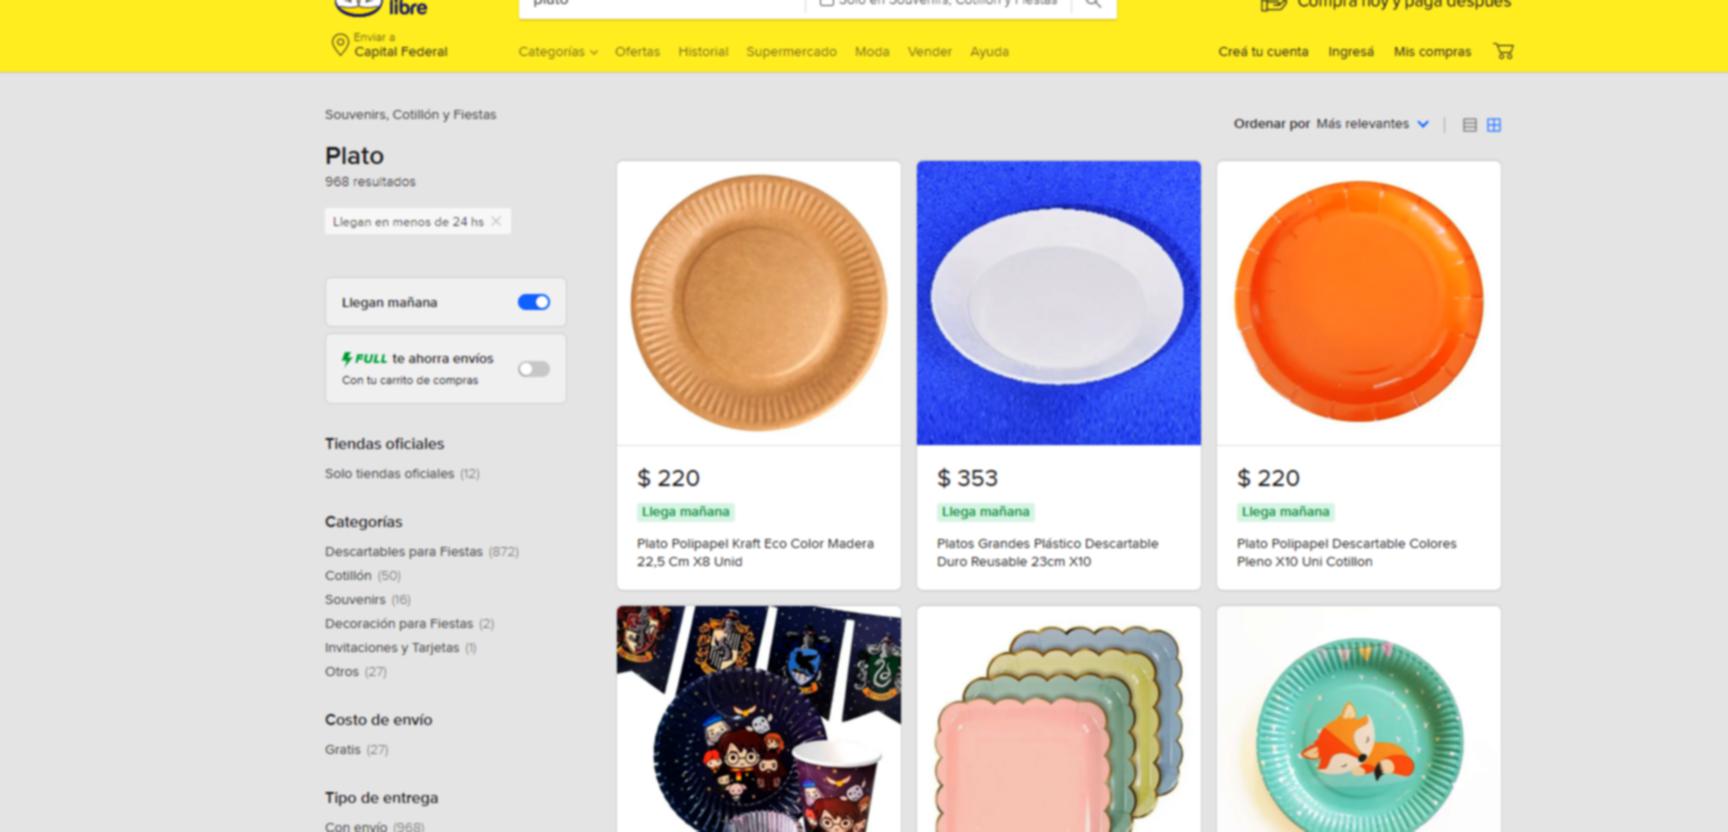 libre
plato
Solo en Souvenirs, Cotillón y Fiestas
Compra hoy y paga después
Enviar a
Capital Federal
Categorías
Ofertas
Historial
Supermercado
Moda
Vender
Ayuda
Creá tu cuenta
Ingresá
Mis compras
Souvenirs, Cotillón y Fiestas
Ordenar por Más relevantes
Plato
968 resultados
Llegan en menos de 24 hs
Llegan mañana
FULL te ahorra envíos
Con tu carrito de compras
Tiendas oficiales
Solo tiendas oficiales (12)
Categorías
Descartables para Fiestas (872)
Cotillón (50)
Souvenirs (16)
Decoración para Fiestas (2)
Invitaciones y Tarjetas (1)
Otros (27)
Costo de envío
Gratis (27)
Tipo de entrega
Con envío (968)
$ 220
Llega mañana
Plato Polipapel Kraft Eco Color Madera
22,5 Cm X8 Unid
$ 353
Llega mañana
Platos Grandes Plástico Descartable
Duro Reusable 23cm X10
$ 220
Llega mañana
Plato Polipapel Descartable Colores
Pleno X10 Uni Cotillon